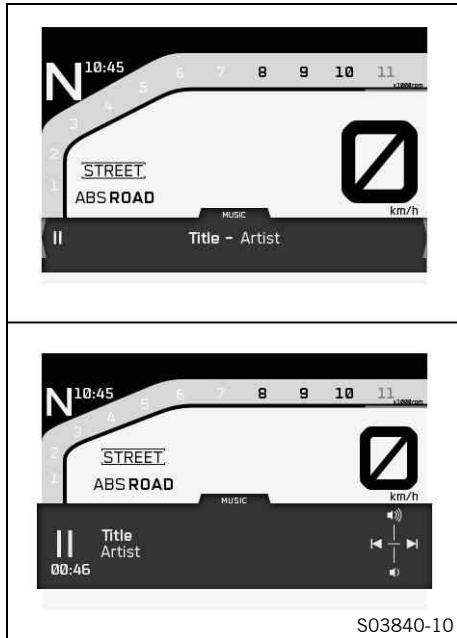 10:45
N
1 2 3 4 5 6 7 8 9 10 11
x1000rpm
STREET
ABS ROAD
0
km/h
MUSIC
Title – Artist
10:45
N
1 2 3 4 5 6 7 8 9 10 11
x1000rpm
STREET
ABS ROAD
0
km/h
MUSIC
Title
Artist
00:46
S03840-10